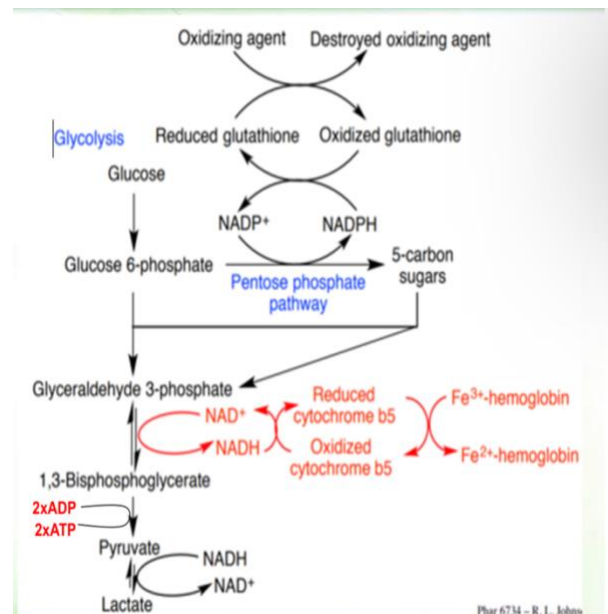 Oxidizing agent Destroyed oxidizing agent
Glycolysis Reduced glutathione Oxidized glutathione
Glucose
NADP+ NADPH
Glucose 6-phosphate
5-carbon
sugars
Pentose phosphate
pathway
Glyceraldehyde 3-phosphate
Reduced
cytochrome b5
Fe3+-hemoglobin
NAD+
NADH
Oxidized
cytochrome b5
Fe2+-hemoglobin
1,3-Bisphosphoglycerate
2xADP
2xATP
Pyruvate
NADH
NAD+
Lactate
Phar 6734 – R. L.